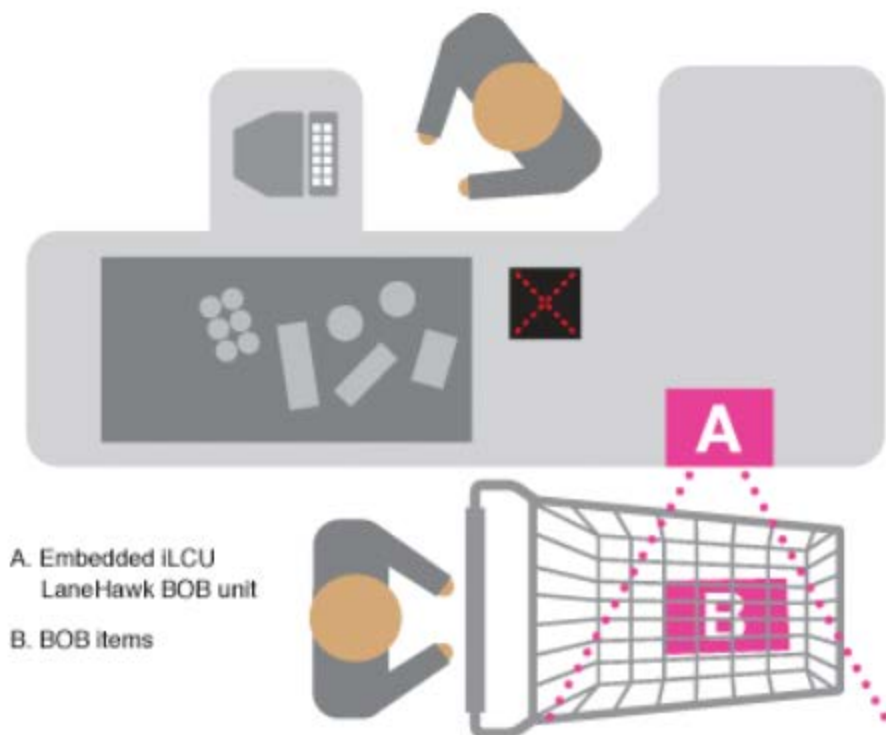 A
B
A. Embedded iLCU
LaneHawk BOB unit
B. BOB items